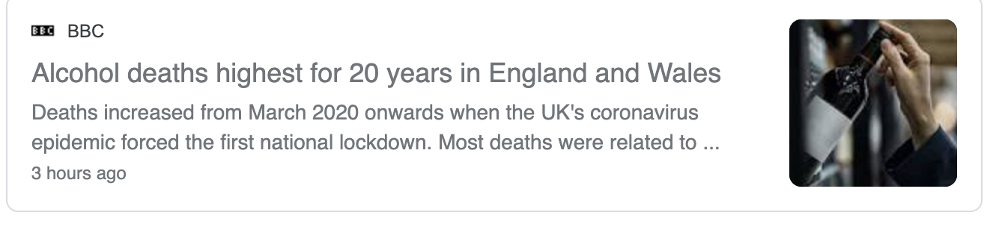 BBC BBC
Alcohol deaths highest for 20 years in England and Wales
Deaths increased from March 2020 onwards when the UK's coronavirus
epidemic forced the first national lockdown. Most deaths were related to ...
3 hours ago